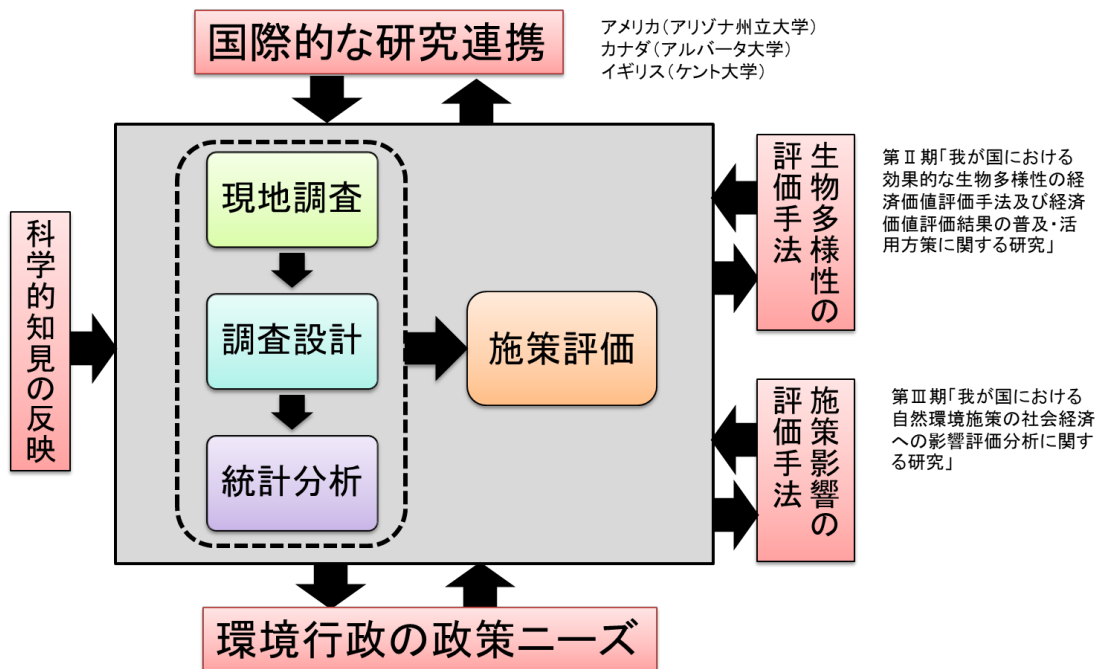 国際的な研究連携
アメリカ(アリゾナ州立大学)
カナダ(アルバータ大学)
イギリス(ケント大学)
科学的知見の反映
現地調査
調査設計
統計分析
施策評価
生物多様性の
評価手法
第Ⅱ期「我が国における
効果的な生物多様性の経
済価値評価手法及び経済
価値評価結果の普及・活
用方策に関する研究」
施策影響の
評価手法
第Ⅲ期「我が国における
自然環境施策の社会経済
への影響評価分析に関す
る研究」
環境行政の政策ニーズ